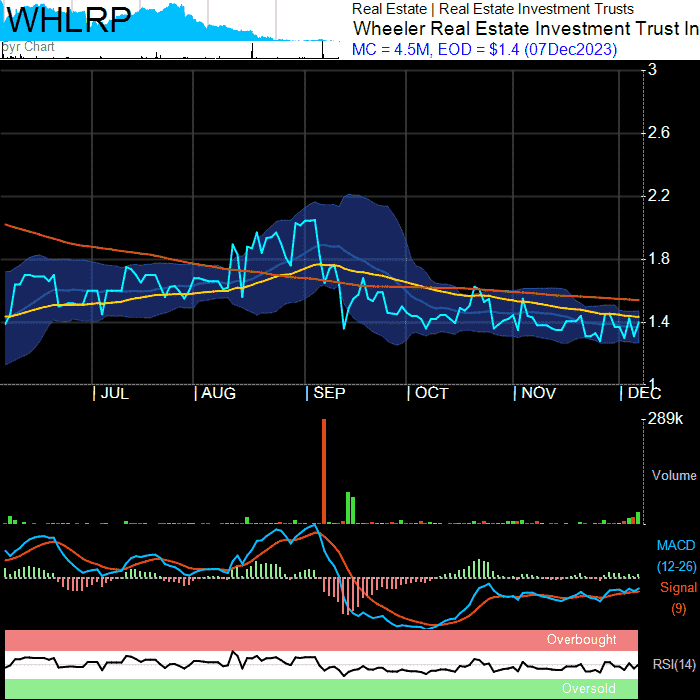 WHLRP
5yr Chart
Real Estate | Real Estate Investment Trusts
Wheeler Real Estate Investment Trust In
MC = 4.5M, EOD = $1.4 (07Dec2023)
3
2.6
2.2
1.8
1.4
1
JUL
AUG
SEP
OCT
NOV
DEC
289k
Volume
MACD
(12-26)
Signal
(9)
Overbought
RSI(14)
Oversold